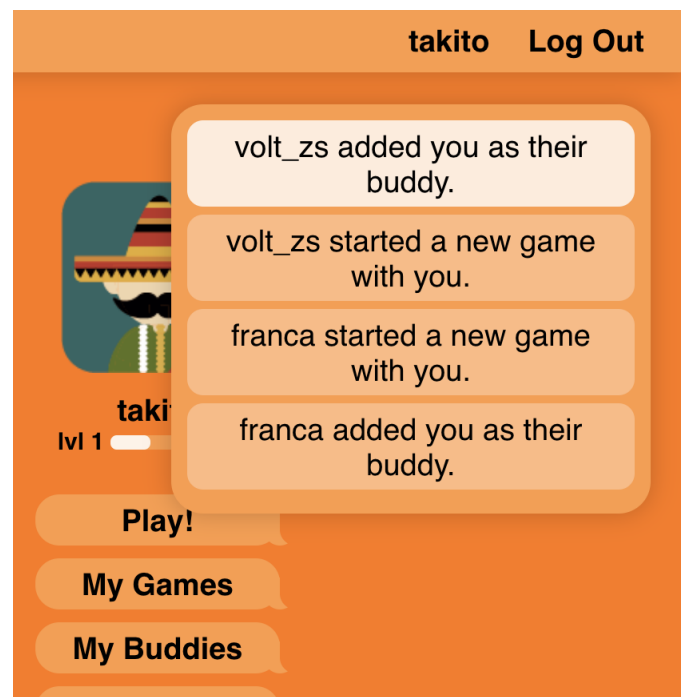 takito Log Out
volt_zs added you as their
buddy.
volt_zs started a new game
with you.
franca started a new game
with you.
franca added you as their
buddy.
lvl 1
Play!
My Games
My Buddies